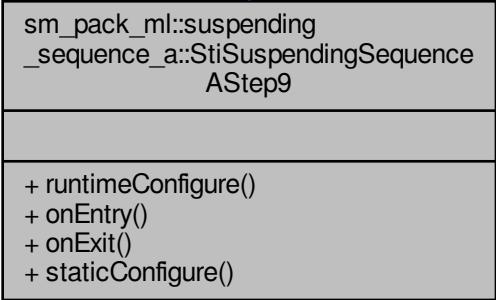 sm_pack_ml::suspending
_sequence_a::StiSuspendingSequence
AStep9
+ runtimeConfigure()
+ onEntry()
+ onExit()
+ staticConfigure()